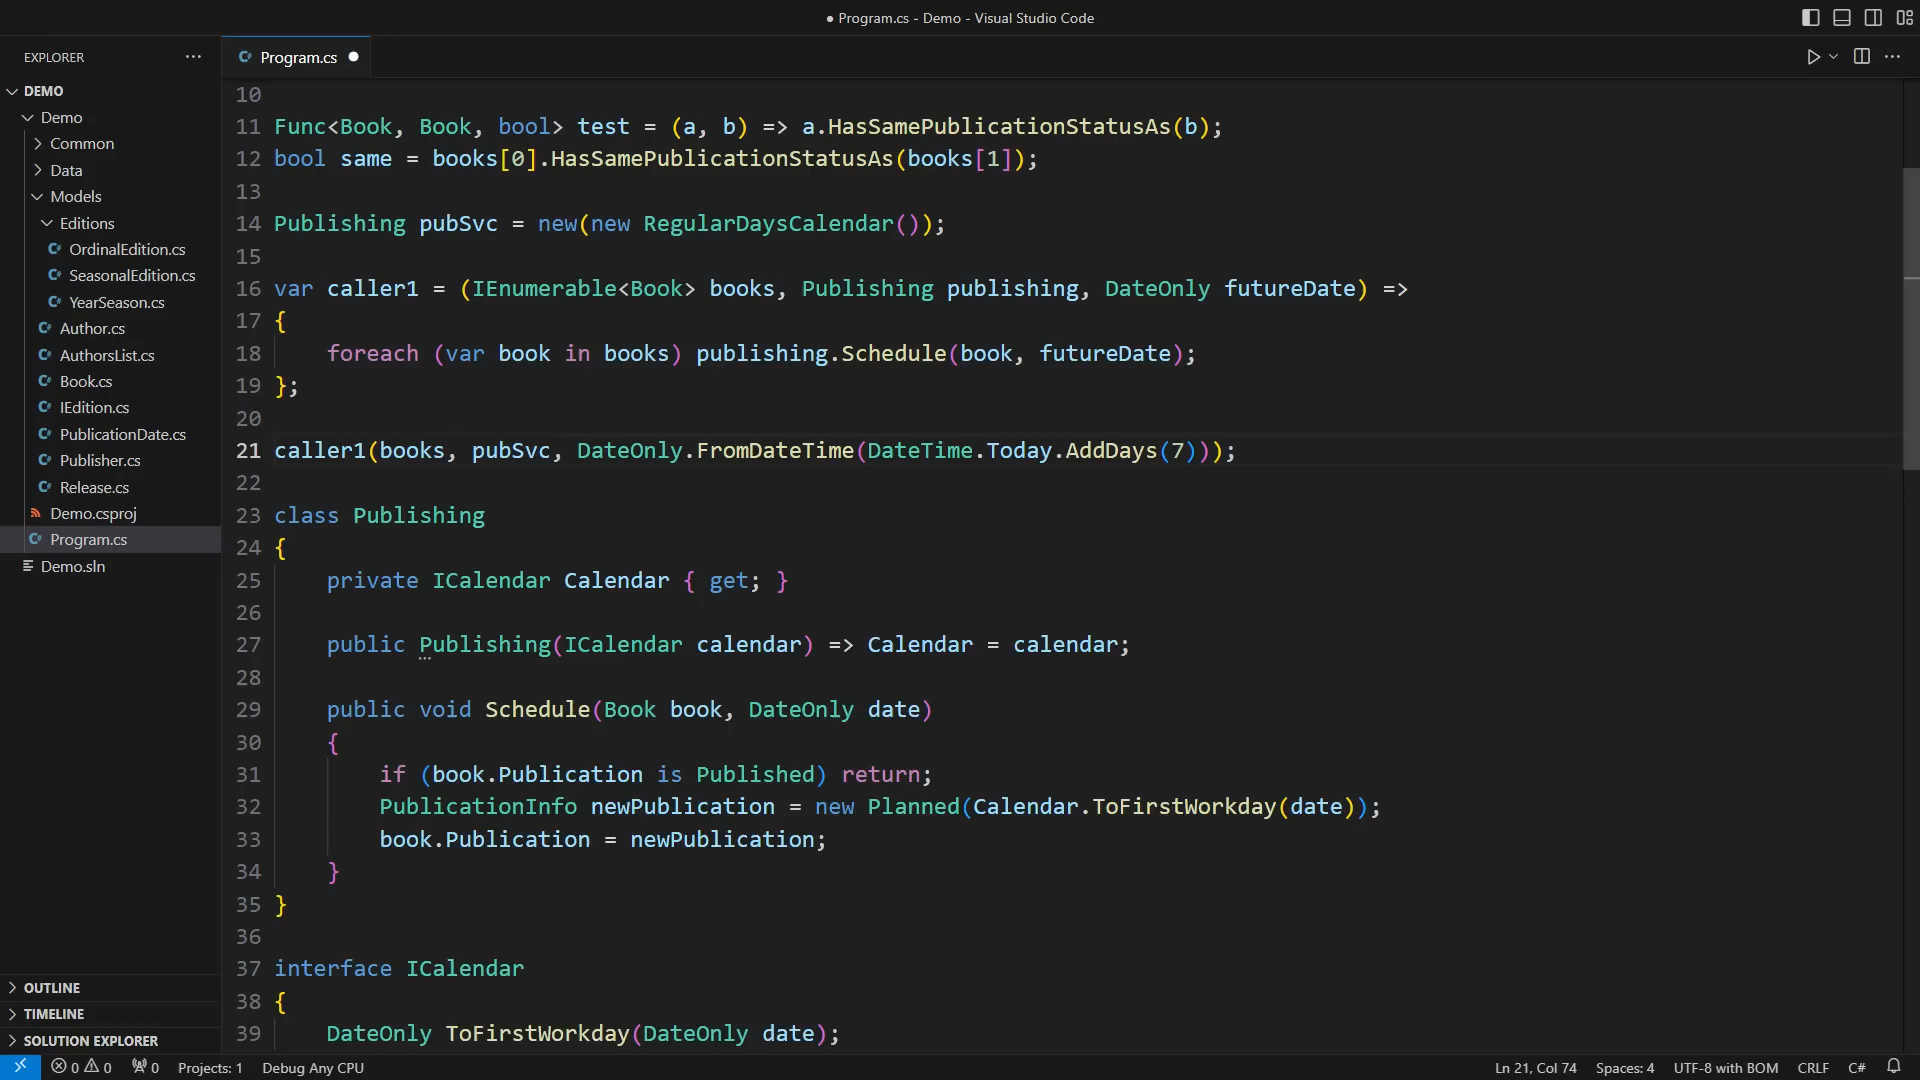 ● Program.cs - Demo - Visual Studio Code
EXPLORER
DEMO
Demo
Common
Data
Models
Editions
OrdinalEdition.cs
SeasonalEdition.cs
YearSeason.cs
Author.cs
AuthorsList.cs
Book.cs
IEdition.cs
PublicationDate.cs
Publisher.cs
Release.cs
Demo.csproj
Program.cs
Demo.sln
OUTLINE
TIMELINE
SOLUTION EXPLORER
Program.cs
10
11 Func<Book, Book, bool> test = (a, b) => a.HasSamePublicationStatusAs(b);
12 bool same = books[0].HasSamePublicationStatusAs(books[1]);
13
14 Publishing pubSvc = new(new RegularDaysCalendar());
15
16 var caller1 = (IEnumerable<Book> books, Publishing publishing, DateOnly futureDate) =>
17 {
18     foreach (var book in books) publishing.Schedule(book, futureDate);
19 };
20
21 caller1(books, pubSvc, DateOnly.FromDateTime(DateTime.Today.AddDays(7)));
22
23 class Publishing
24 {
25     private ICalendar Calendar { get; }
26
27     public Publishing(ICalendar calendar) => Calendar = calendar;
28
29     public void Schedule(Book book, DateOnly date)
30     {
31         if (book.Publication is Published) return;
32         PublicationInfo newPublication = new Planned(Calendar.ToFirstWorkday(date));
33         book.Publication = newPublication;
34     }
35 }
36
37 interface ICalendar
38 {
39     DateOnly ToFirstWorkday(DateOnly date);
0 0 0 Projects: 1 Debug Any CPU Ln 21, Col 74 Spaces: 4 UTF-8 with BOM CRLF C#